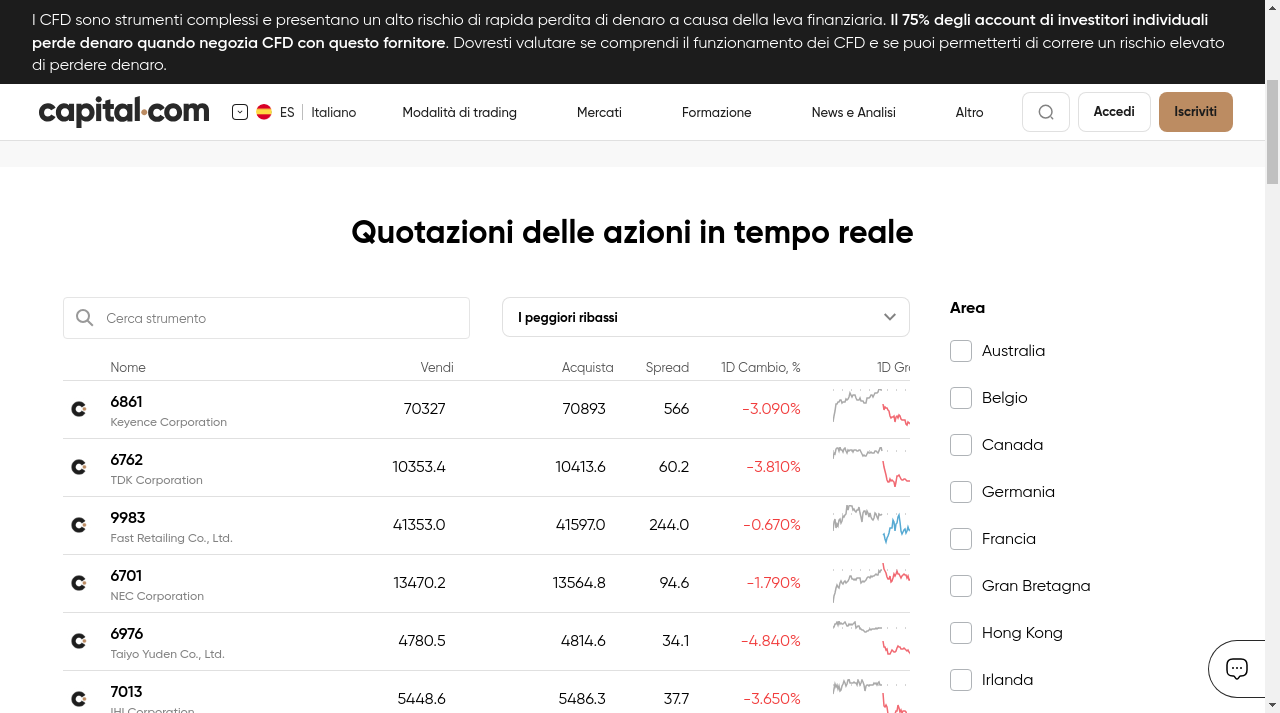 I CFD sono strumenti complessi e presentano un alto rischio di rapida perdita di denaro a causa della leva finanziaria. Il 75% degli account di investitori individuali
perde denaro quando negozia CFD con questo fornitore. Dovresti valutare se comprendi il funzionamento dei CFD e se puoi permetterti di correre un rischio elevato
di perdere denaro.
capital.com ES Italiano Modalità di trading Mercati Formazione News e Analisi Altro Accedi Iscriviti
Quotazioni delle azioni in tempo reale
Cerca strumento I peggiori ribassi Area
Australia
Nome Vendi Acquista Spread 1D Cambio, %
6861 70327 70893 566 -3.090% Belgio
Keyence Corporation
Canada
6762 10353.4 10413.6 60.2 -3.810%
TDK Corporation
Germania
9983 41353.0 41597.0 244.0 -0.670%
Fast Retailing Co., Ltd.
Francia
6701 13470.2 13564.8 94.6 -1.790% Gran Bretagna
NEC Corporation
6976 4780.5 4814.6 34.1 -4.840% Hong Kong
Taiyo Yuden Co., Ltd.
Irlanda
7013 5448.6 5486.3 37.7 -3.650%
IHI Corporation